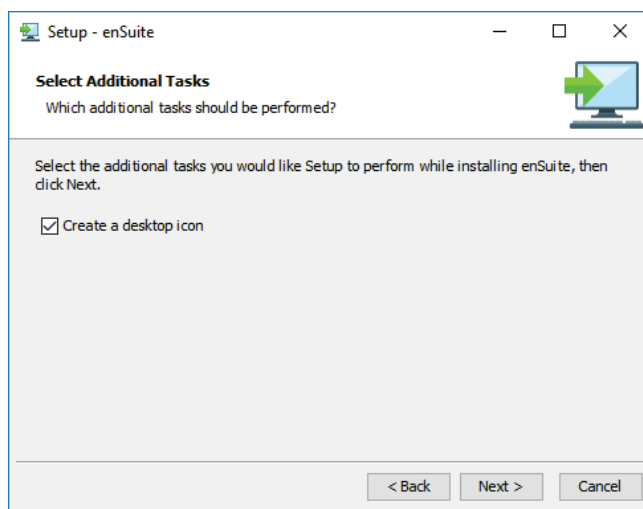 Setup - enSuite
Select Additional Tasks
Which additional tasks should be performed?
Select the additional tasks you would like Setup to perform while installing enSuite, then
click Next.
Create a desktop icon
< Back
Next >
Cancel